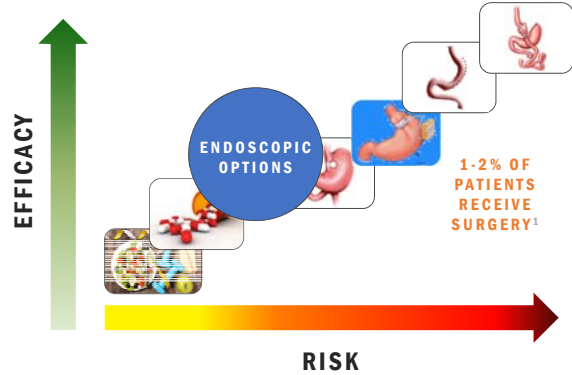 EFFICACY
ENDOSCOPIC
OPTIONS
1-2% OF
PATIENTS
RECEIVE
SURGERY1
RISK